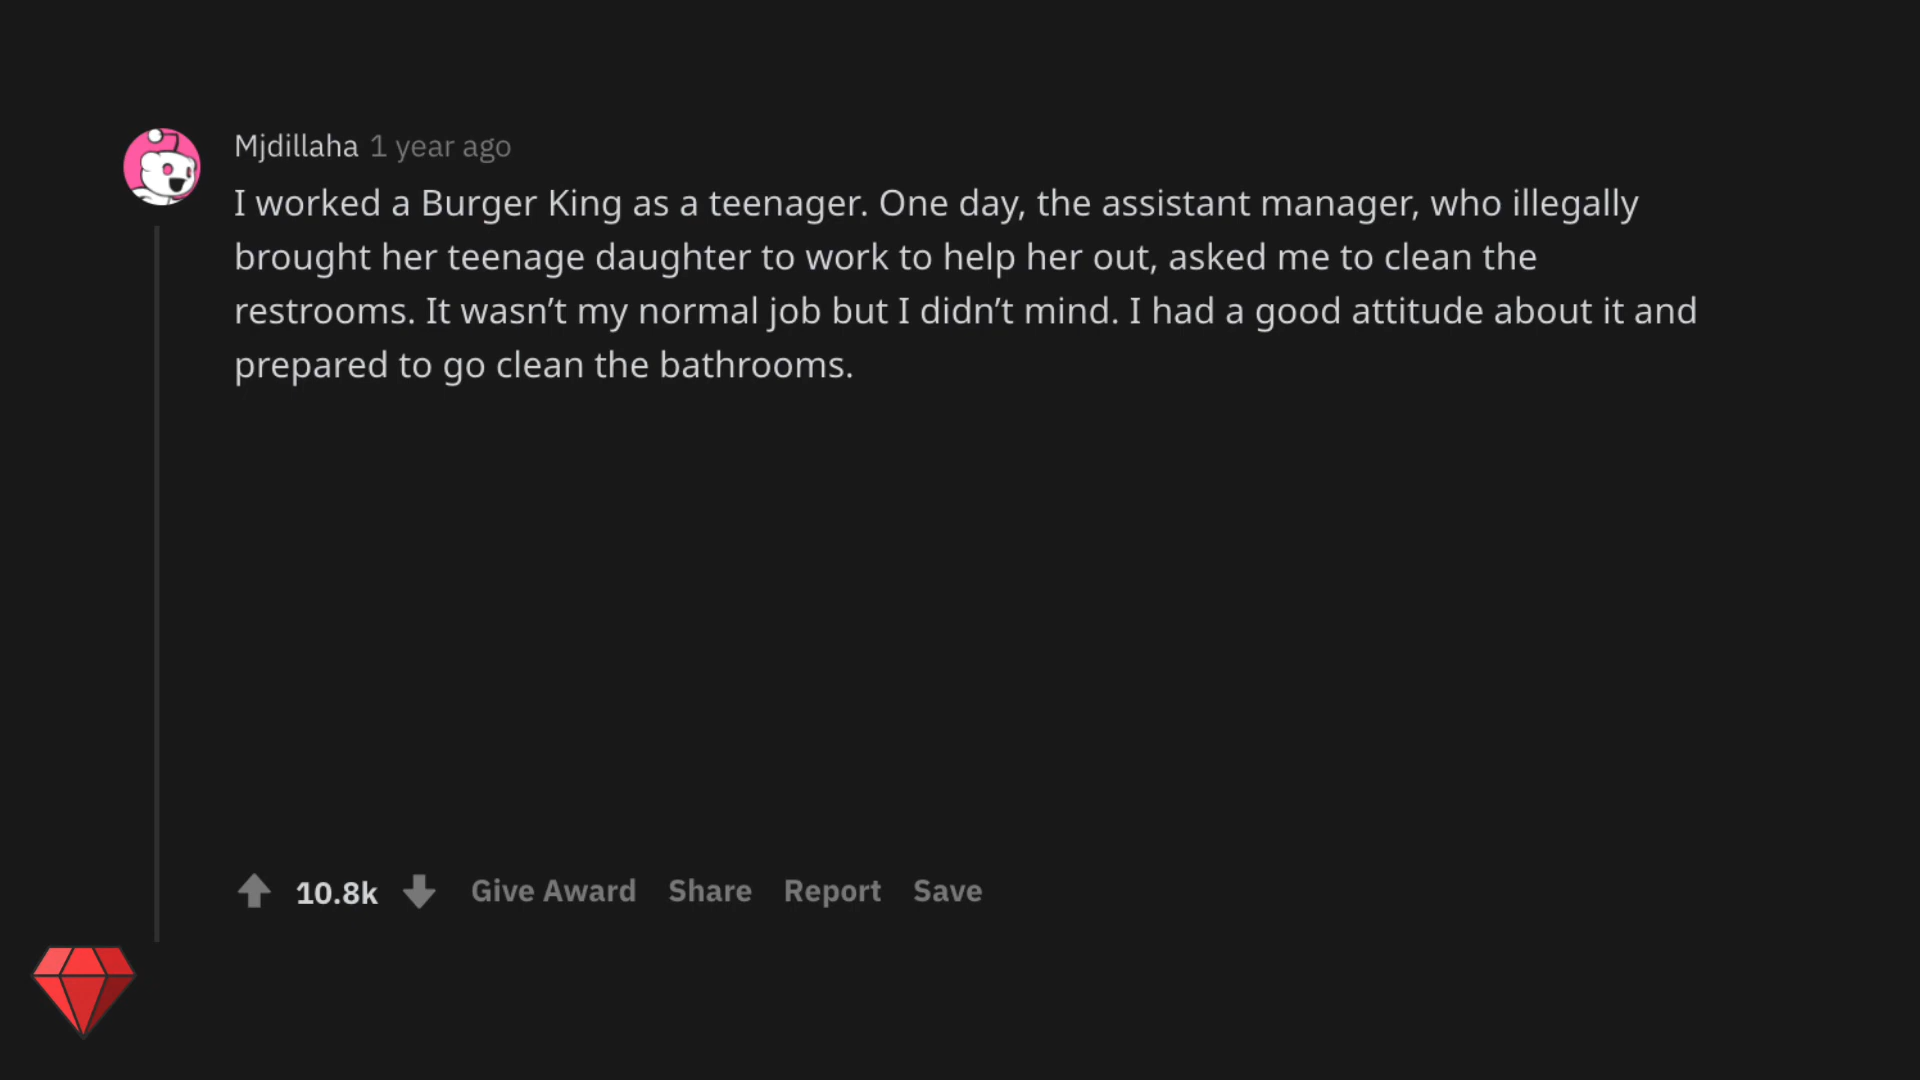 Mjdillaha 1 year ago
I worked a Burger King as a teenager. One day, the assistant manager, who illegally
brought her teenage daughter to work to help her out, asked me to clean the
restrooms. It wasn’t my normal job but I didn’t mind. I had a good attitude about it and
prepared to go clean the bathrooms.
10.8k Give Award Share Report Save